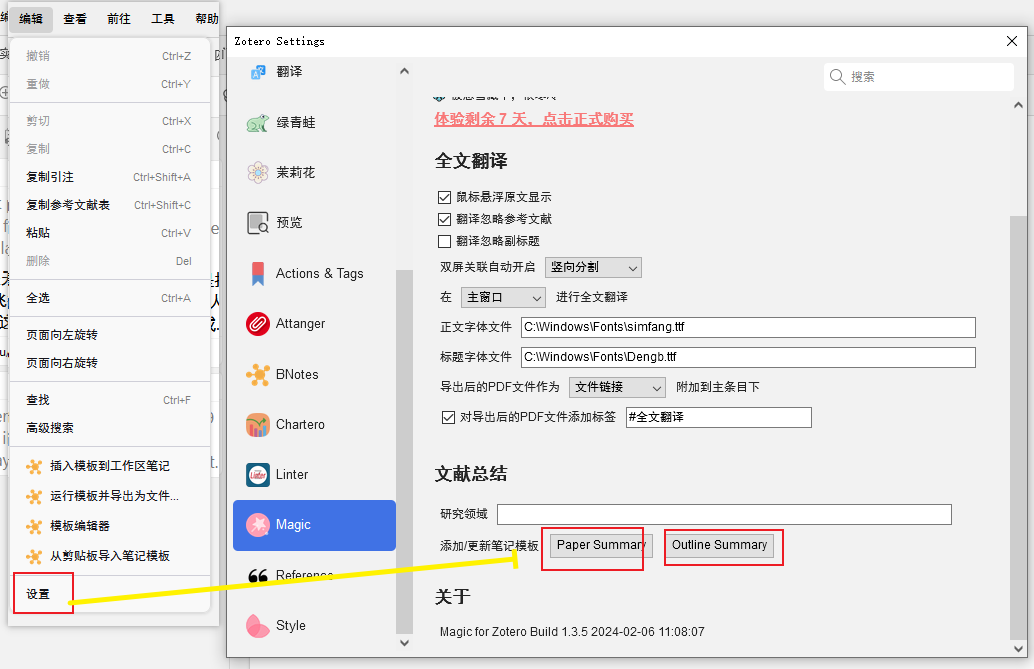 编辑 查看 前往 工具 帮助
撤销 Ctrl+Z
重做 Ctrl+Y
剪切 Ctrl+X
复制 Ctrl+C
复制引注 Ctrl+Shift+A
复制参考文献表 Ctrl+Shift+C
粘贴 Ctrl+V
删除 Del
全选 Ctrl+A
页面向左旋转
页面向右旋转
查找 Ctrl+F
高级搜索
插入模板到工作区笔记
运行模板并导出为文件...
模板编辑器
从剪贴板导入笔记模板
设置
Zotero Settings
翻译
绿青蛙
茉莉花
预览
Actions & Tags
Attanger
BNotes
Chartero
Linter
Magic
Reference
Style
搜索
体验剩余 7 天，点击正式购买
全文翻译
鼠标悬浮原文显示
翻译忽略参考文献
翻译忽略副标题
双屏关联自动开启 竖向分割
在 主窗口 进行全文翻译
正文字体文件 C:\Windows\Fonts\simfang.ttf
标题字体文件 C:\Windows\Fonts\Dengb.ttf
导出后的PDF文件作为 文件链接 附加到主条目下
对导出后的PDF文件添加标签 #全文翻译
文献总结
研究领域
添加/更新笔记模板 Paper Summary Outline Summary
关于
Magic for Zotero Build 1.3.5 2024-02-06 11:08:07